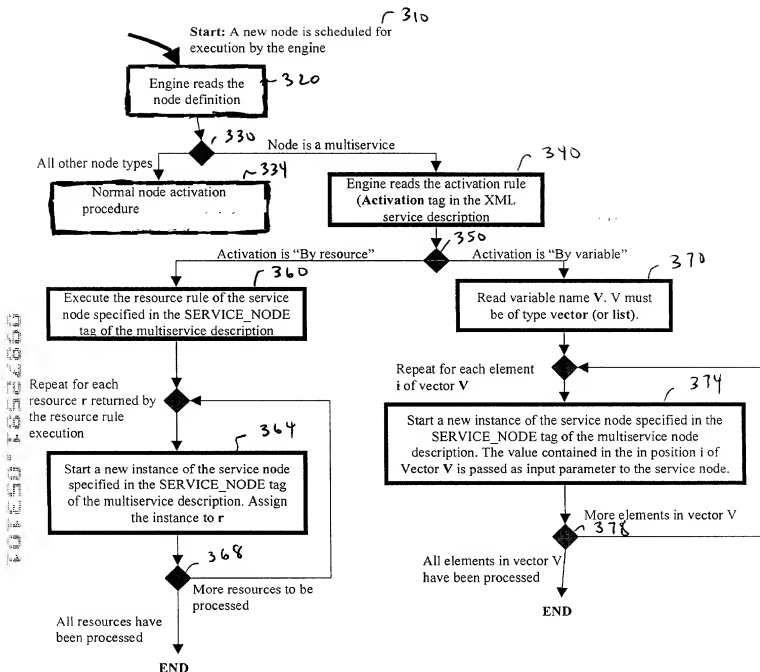 310
Start: A new node is scheduled for
execution by the engine
Engine reads the
node definition
320
330
Node is a multiservice
All other node types
334
Normal node activation
procedure
340
Engine reads the activation rule
(Activation tag in the XML
service description
350
Activation is "By resource"
Activation is "By variable"
360
Execute the resource rule of the service
node specified in the SERVICE_NODE
tag of the multiservice description
370
Read variable name V. V must
be of type vector (or list).
Repeat for each
resource r returned by
the resource rule
execution
Repeat for each element
i of vector V
364
Start a new instance of the service node
specified in the SERVICE_NODE tag
of the multiservice description. Assign
the instance to r
374
Start a new instance of the service node specified in the
SERVICE_NODE tag of the multiservice node
description. The value contained in the in position i of
Vector V is passed as input parameter to the service node.
368
More resources to be
processed
All resources have
been processed
END
More elements in vector V
378
All elements in vector V
have been processed
END